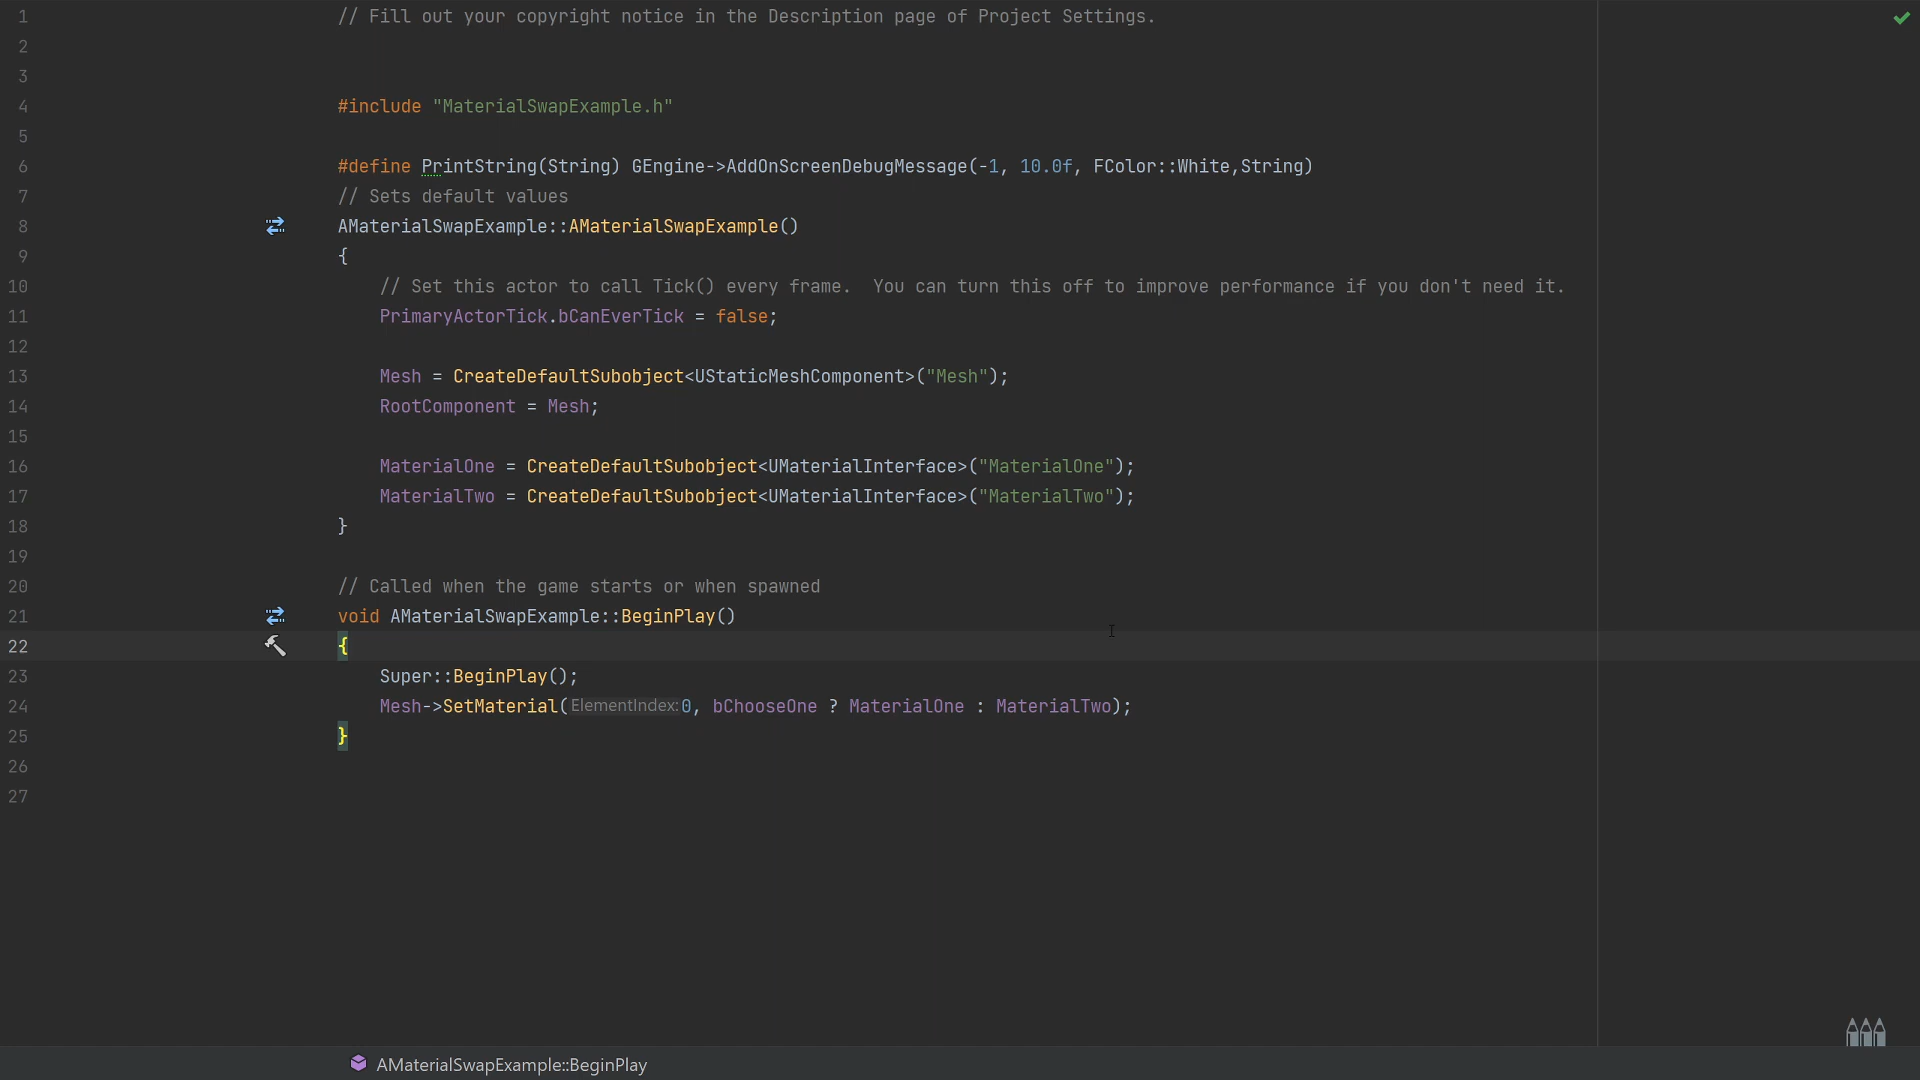 1 // Fill out your copyright notice in the Description page of Project Settings.
2
3
4 #include "MaterialSwapExample.h"
5
6 #define PrintString(String) GEngine->AddOnScreenDebugMessage(-1, 10.0f, FColor::White,String)
7 // Sets default values
8 AMaterialSwapExample::AMaterialSwapExample()
9 {
10 // Set this actor to call Tick() every frame.  You can turn this off to improve performance if you don't need it.
11 PrimaryActorTick.bCanEverTick = false;
12
13 Mesh = CreateDefaultSubobject<UStaticMeshComponent>("Mesh");
14 RootComponent = Mesh;
15
16 MaterialOne = CreateDefaultSubobject<UMaterialInterface>("MaterialOne");
17 MaterialTwo = CreateDefaultSubobject<UMaterialInterface>("MaterialTwo");
18 }
19
20 // Called when the game starts or when spawned
21 void AMaterialSwapExample::BeginPlay()
22 {
23 Super::BeginPlay();
24 Mesh->SetMaterial(ElementIndex:0, bChooseOne ? MaterialOne : MaterialTwo);
25 }
26
27
AMaterialSwapExample::BeginPlay